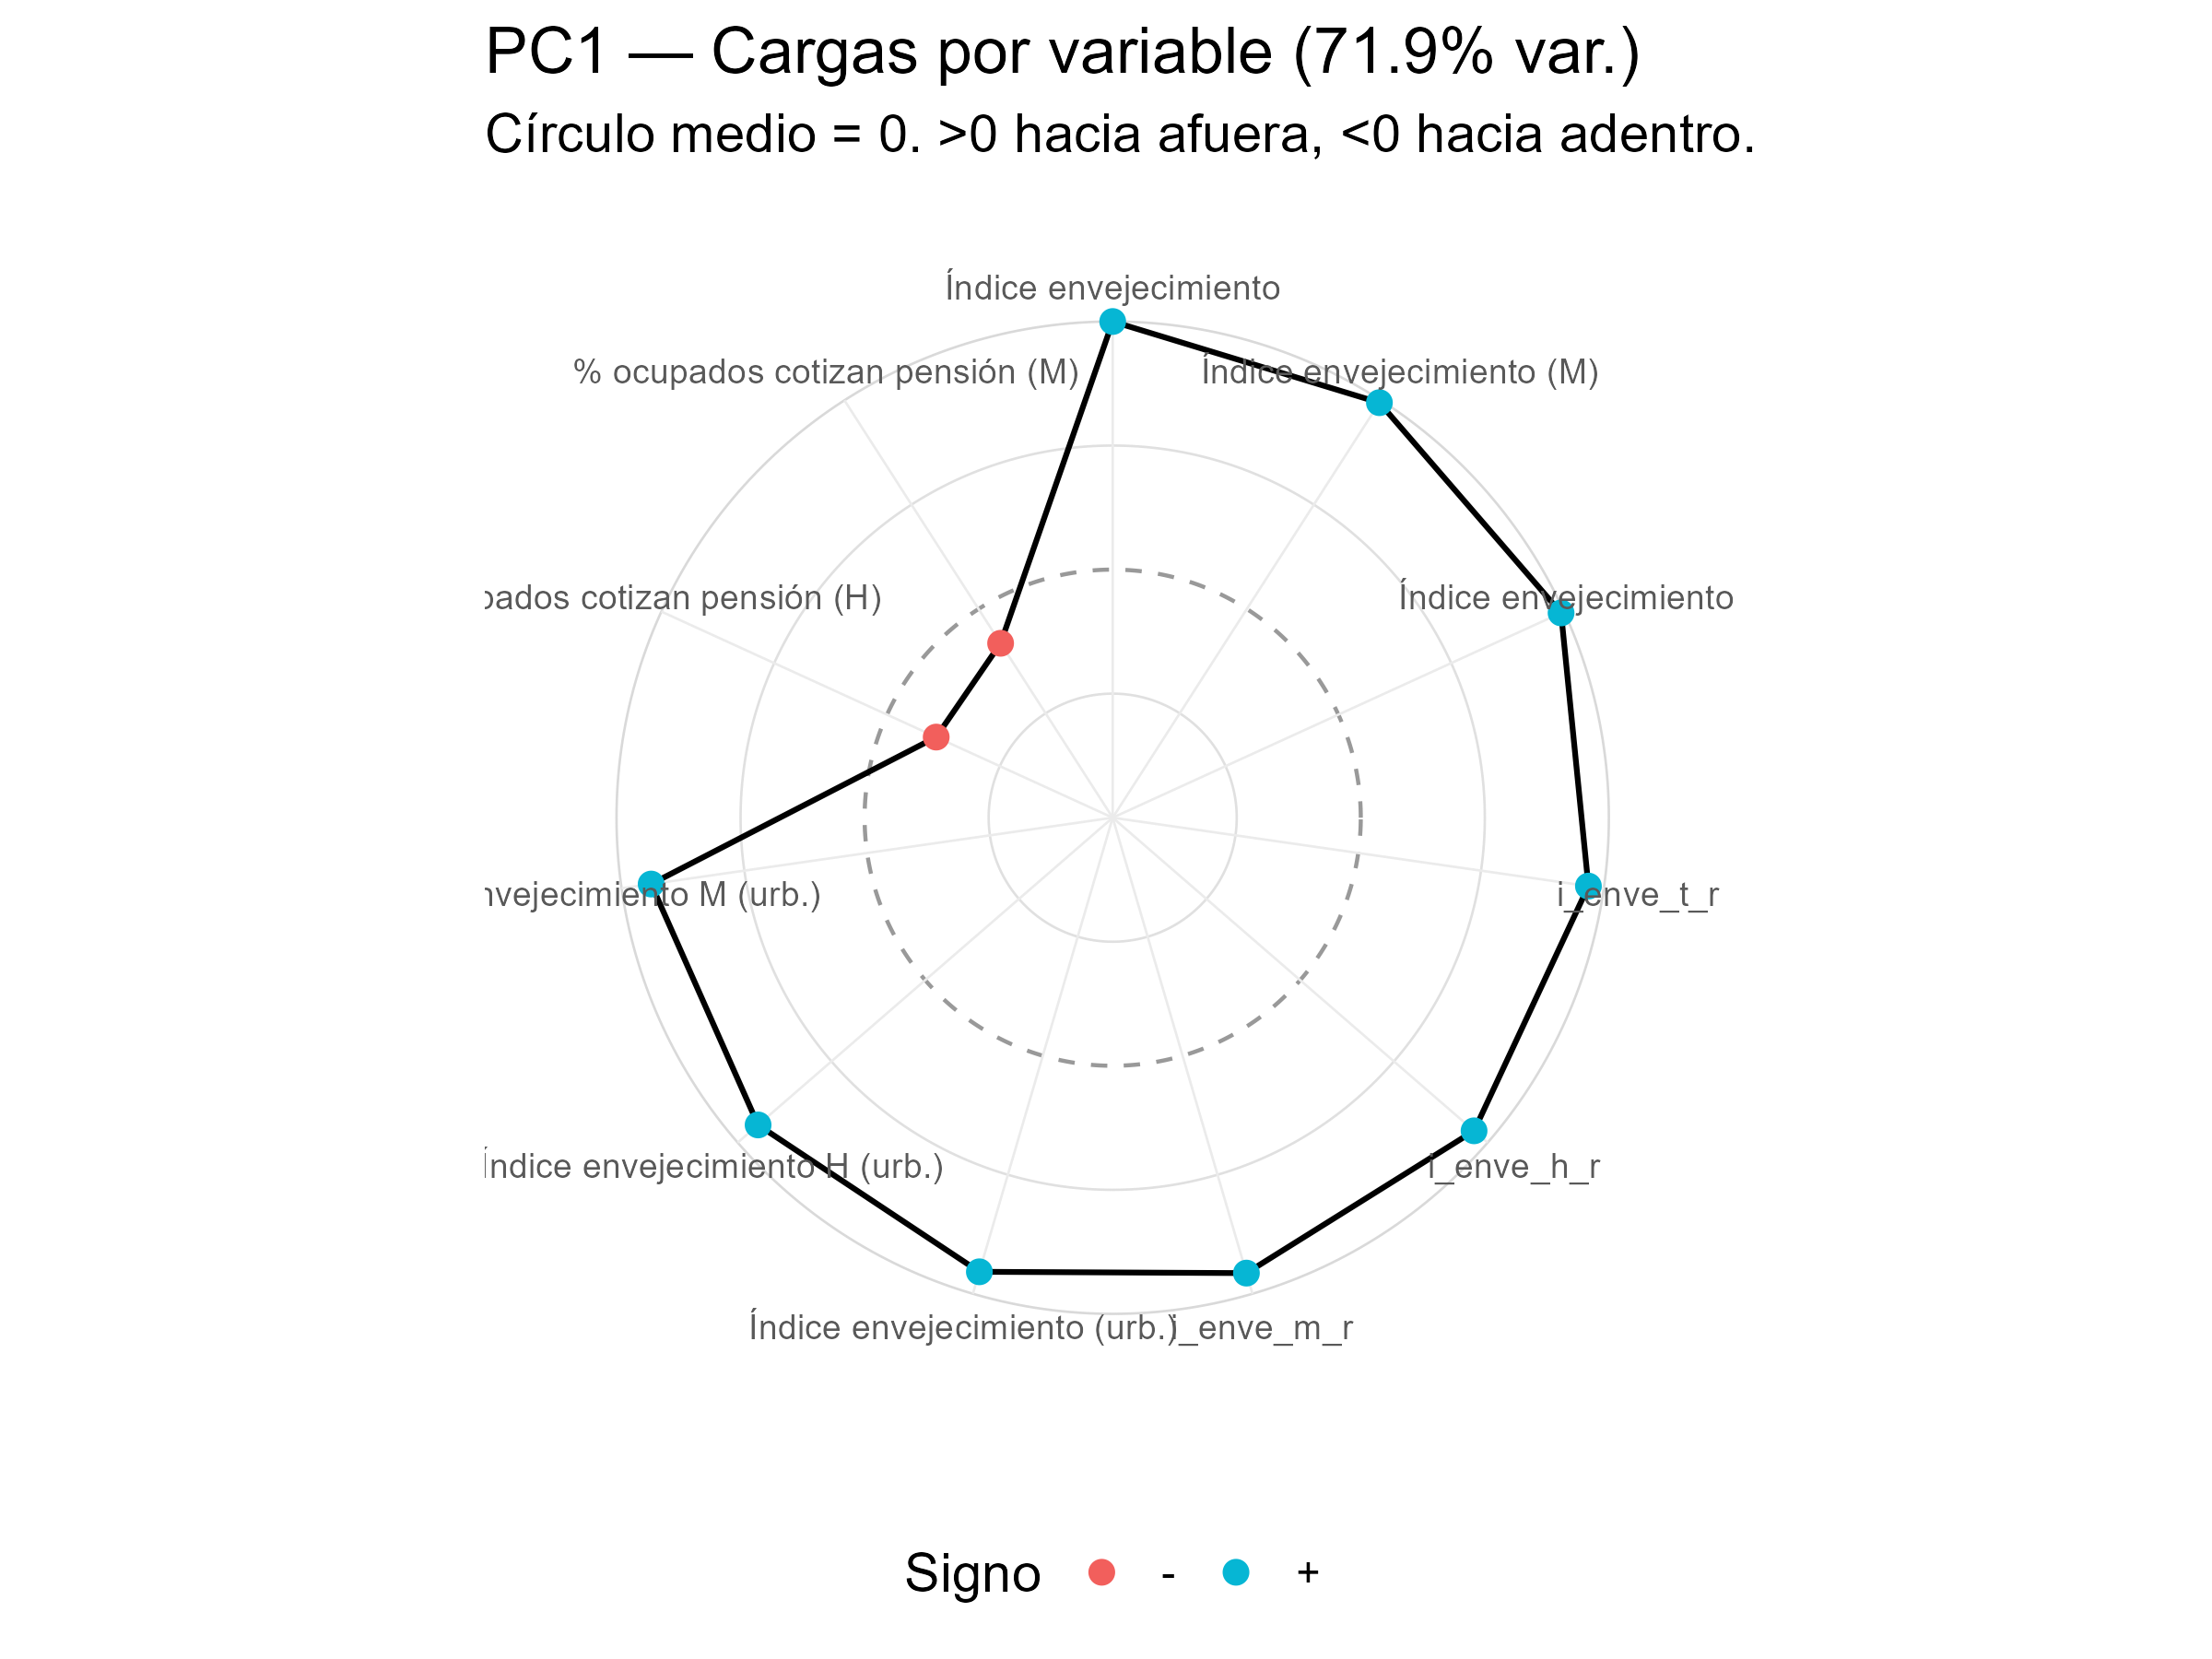 PC1 — Cargas por variable (71.9% var.)
Círculo medio = 0. >0 hacia afuera, <0 hacia adentro.
Índice envejecimiento
% ocupados cotizan pensión (M)
Índice envejecimiento (M)
pados cotizan pensión (H)
Índice envejecimiento
nvejecimiento M (urb.)
i_enve_t_r
Índice envejecimiento H (urb.)
i_enve_h_r
Índice envejecimiento (urb.)
i_enve_m_r
Signo - +